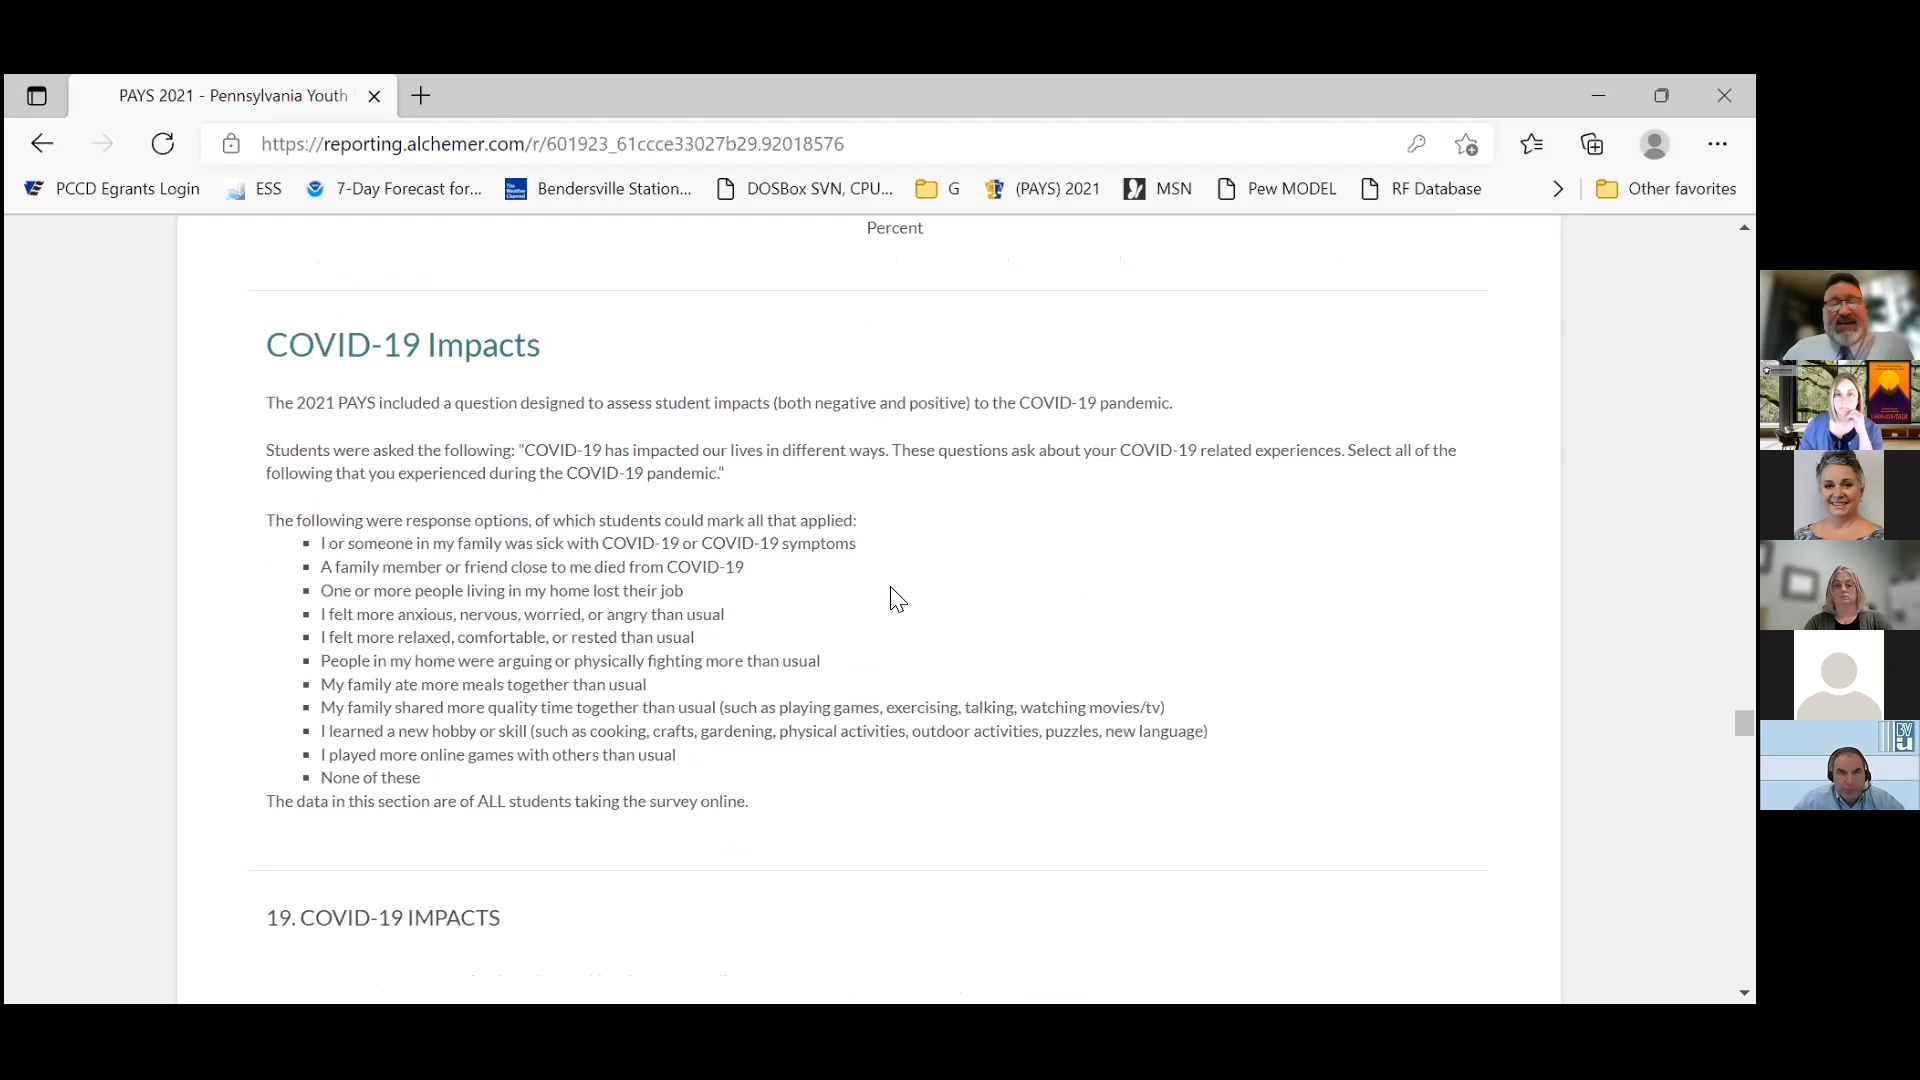 PAYS 2021 - Pennsylvania Youth
https://reporting.alchemer.com/r/601923_61ccce33027b29.92018576
PCCD Egrants Login
ESS
7-Day Forecast for...
Bendersville Station...
DOSBox SVN, CPU...
G
(PAYS) 2021
MSN
Pew MODEL
RF Database
Other favorites
Percent
COVID-19 Impacts
The 2021 PAYS included a question designed to assess student impacts (both negative and positive) to the COVID-19 pandemic.
Students were asked the following: "COVID-19 has impacted our lives in different ways. These questions ask about your COVID-19 related experiences. Select all of the
following that you experienced during the COVID-19 pandemic."
The following were response options, of which students could mark all that applied:
▪ I or someone in my family was sick with COVID-19 or COVID-19 symptoms
▪ A family member or friend close to me died from COVID-19
▪ One or more people living in my home lost their job
▪ I felt more anxious, nervous, worried, or angry than usual
▪ I felt more relaxed, comfortable, or rested than usual
▪ People in my home were arguing or physically fighting more than usual
▪ My family ate more meals together than usual
▪ My family shared more quality time together than usual (such as playing games, exercising, talking, watching movies/tv)
▪ I learned a new hobby or skill (such as cooking, crafts, gardening, physical activities, outdoor activities, puzzles, new language)
▪ I played more online games with others than usual
▪ None of these
The data in this section are of ALL students taking the survey online.
19. COVID-19 IMPACTS
1-800-273-TALK